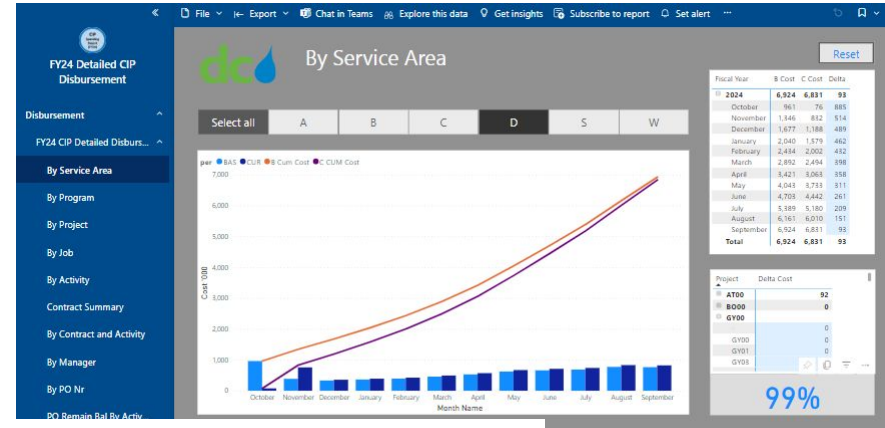 File Export Chat in Teams Explore this data Get insights Subscribe to report Set alert ...
CIP
FY24 Detailed CIP
Disbursement
Disbursement
FY24 CIP Detailed Disburs...
By Service Area
By Program
By Project
By Job
By Activity
Contract Summary
By Contract and Activity
By Manager
By PO Nr
PO Remain Bal By Activ...
dc
By Service Area
Reset
Select all A B C D S W
per BAS CUR B Cum Cost C CUM Cost
7,000
6,000
5,000
4,000
3,000
2,000
1,000
0
Cost '000
October November December January February March April May June July August September
Month Name
Fiscal Year B Cost C Cost Delta
2024 6,924 6,831 93
October 961 76 885
November 1,346 832 514
December 1,677 1,188 489
January 2,040 1,579 462
February 2,434 2,002 432
March 2,892 2,494 398
April 3,421 3,063 358
May 4,043 3,733 311
June 4,703 4,442 261
July 5,389 5,180 209
August 6,161 6,010 151
September 6,924 6,831 93
Total 6,924 6,831 93
Project Delta Cost
AT00 92
BO00 0
GY00
0
GY00 0
GY01 0
GY03
99%